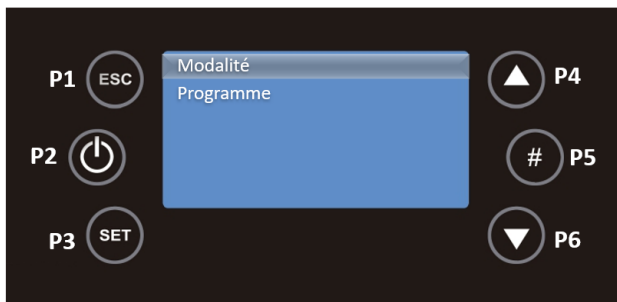 P1 ESC
Modalité
P4
Programme
P2
# P5
P3 SET
P6